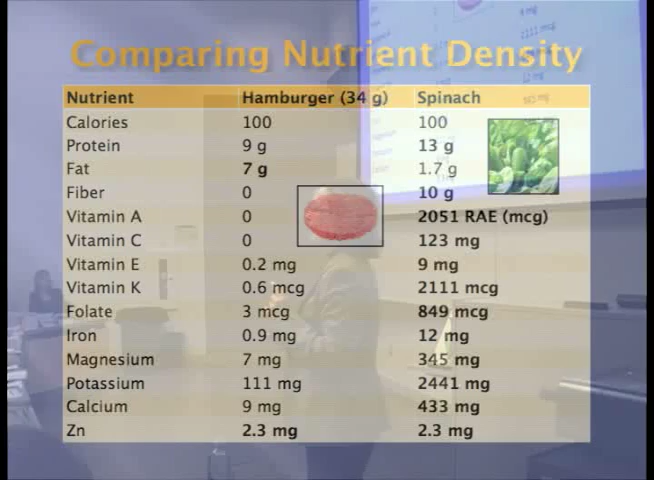 Comparing Nutrient Density
Nutrient Hamburger (34 g) Spinach
Calories 100 100
Protein 9 g 13 g
Fat 7 g 1.7 g
Fiber 0 10 g
Vitamin A 0 2051 RAE (mcg)
Vitamin C 0 123 mg
Vitamin E 0.2 mg 9 mg
Vitamin K 0.6 mcg 2111 mcg
Folate 3 mcg 849 mcg
Iron 0.9 mg 12 mg
Magnesium 7 mg 345 mg
Potassium 111 mg 2441 mg
Calcium 9 mg 433 mg
Zn 2.3 mg 2.3 mg